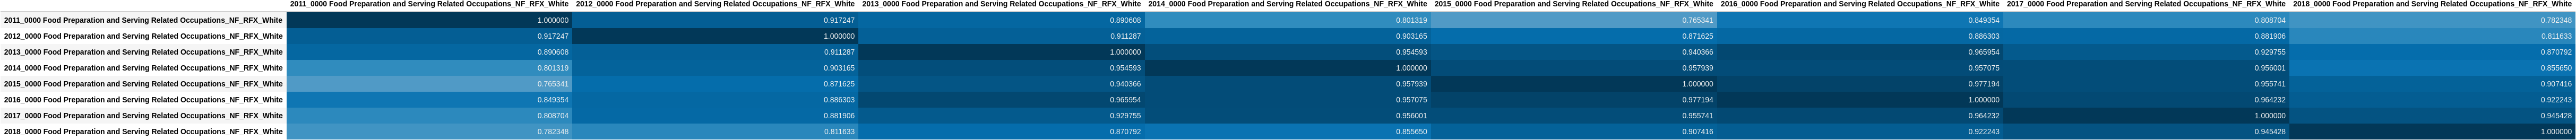 2011_0000 Food Preparation and Serving Related Occupations_NF_RFX_White 2012_0000 Food Preparation and Serving Related Occupations_NF_RFX_White 2013_0000 Food Preparation and Serving Related Occupations_NF_RFX_White 2014_0000 Food Preparation and Serving Related Occupations_NF_RFX_White 2015_0000 Food Preparation and Serving Related Occupations_NF_RFX_White 2016_0000 Food Preparation and Serving Related Occupations_NF_RFX_White 2017_0000 Food Preparation and Serving Related Occupations_NF_RFX_White 2018_0000 Food Preparation and Serving Related Occupations_NF_RFX_White
2011_0000 Food Preparation and Serving Related Occupations_NF_RFX_White 1.000000 0.917247 0.890608 0.801319 0.765341 0.849354 0.808704 0.782348
2012_0000 Food Preparation and Serving Related Occupations_NF_RFX_White 0.917247 1.000000 0.911287 0.903165 0.871625 0.886303 0.881906 0.811633
2013_0000 Food Preparation and Serving Related Occupations_NF_RFX_White 0.890608 0.911287 1.000000 0.954593 0.940366 0.965954 0.929755 0.870792
2014_0000 Food Preparation and Serving Related Occupations_NF_RFX_White 0.801319 0.903165 0.954593 1.000000 0.957939 0.957075 0.956001 0.855650
2015_0000 Food Preparation and Serving Related Occupations_NF_RFX_White 0.765341 0.871625 0.940366 0.957939 1.000000 0.977194 0.955741 0.907416
2016_0000 Food Preparation and Serving Related Occupations_NF_RFX_White 0.849354 0.886303 0.965954 0.957075 0.977194 1.000000 0.964232 0.922243
2017_0000 Food Preparation and Serving Related Occupations_NF_RFX_White 0.808704 0.881906 0.929755 0.956001 0.955741 0.964232 1.000000 0.945428
2018_0000 Food Preparation and Serving Related Occupations_NF_RFX_White 0.782348 0.811633 0.870792 0.855650 0.907416 0.922243 0.945428 1.000000